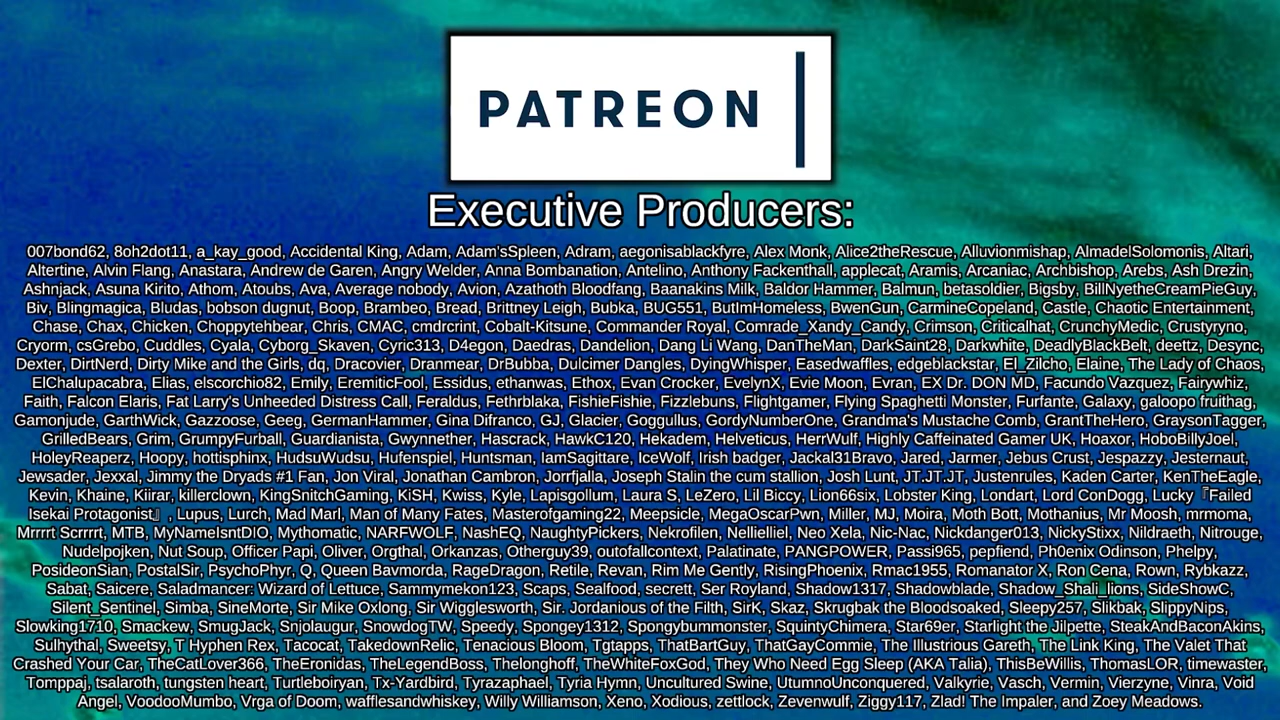 PATREON
Executive Producers:
007bond62, 8oh2dot11, a_kay_good, Accidental King, Adam, Adam'sSpleen, Adram, aegonisablackfyre, Alex Monk, Alice2theRescue, Alluvionmishap, AlmadelSolomonis, Altari,
Altertine, Alvin Flang, Anastara, Andrew de Garen, Angry Welder, Anna Bombanation, Antelino, Anthony Fackenthall, applecat, Aramis, Arcaniac, Archbishop, Arebs, Ash Drezin,
Ashnjack, Asuna Kirito, Athom, Atoubs, Ava, Average nobody, Avion, Azathoth Bloodfang, Baanakins Milk, Baldor Hammer, Balmun, betasoldier, Bigsby, BillNyetheCreamPieGuy,
Biv, Blingmagica, Bludas, bobson dugnut, Boop, Brambeo, Bread, Brittney Leigh, Bubka, BUG551, ButImHomeless, BwenGun, CarmineCopeland, Castle, Chaotic Entertainment,
Chase, Chax, Chicken, Choppytehbear, Chris, CMAC, cmdrcrint, Cobalt-Kitsune, Commander Royal, Comrade_Xandy_Candy, Crimson, Criticalhat, CrunchyMedic, Crustyryno,
Cryorm, csGrebo, Cuddles, Cyala, Cyborg_Skaven, Cyric313, D4egon, Daedras, Dandelion, Dang Li Wang, DanTheMan, DarkSaint28, Darkwhite, DeadlyBlackBelt, deettz, Desync,
Dexter, DirtNerd, Dirty Mike and the Girls, dq, Dracovier, Dranmear, DrBubba, Dulcimer Dangles, DyingWhisper, Easedwaffles, edgeblackstar, El_Zilcho, Elaine, The Lady of Chaos,
ElChalupacabra, Elias, elscorchio82, Emily, EremiticFool, Essidus, ethanwas, Ethox, Evan Crocker, EvelynX, Evie Moon, Evran, EX Dr. DON MD, Facundo Vazquez, Fairywhiz,
Faith, Falcon Elaris, Fat Larry's Unheeded Distress Call, Feraldus, Fethrblaka, FishieFishie, Fizzlebuns, Flightgamer, Flying Spaghetti Monster, Furfante, Galaxy, galoopo fruithag,
Gamonjude, GarthWick, Gazzoose, Geeg, GermanHammer, Gina Difranco, GJ, Glacier, Goggullus, GordyNumberOne, Grandma's Mustache Comb, GrantTheHero, GraysonTagger,
GrilledBears, Grim, GrumpyFurball, Guardianista, Gwynnether, Hascrack, HawkC120, Hekadem, Helveticus, HerrWulf, Highly Caffeinated Gamer UK, Hoaxor, HoboBillyJoel,
HoleyReaperz, Hoopy, hottisphinx, HudsuWudsu, Hufenspiel, Huntsman, IamSagittare, IceWolf, Irish badger, Jackal31Bravo, Jared, Jarmer, Jebus Crust, Jespazzy, Jesternaut,
Jewsader, Jexxal, Jimmy the Dryads #1 Fan, Jon Viral, Jonathan Cambron, Jorrfjalla, Joseph Stalin the cum stallion, Josh Lunt, JT.JT.JT, Justenrules, Kaden Carter, KenTheEagle,
Kevin, Khaine, Kiirar, killerclown, KingSnitchGaming, KiSH, Kwiss, Kyle, Lapisgollum, Laura S, LeZero, Lil Biccy, Lion66six, Lobster King, Londart, Lord ConDogg, Lucky『Failed
Isekai Protagonist』, Lupus, Lurch, Mad Marl, Man of Many Fates, Masterofgaming22, Meepsicle, MegaOscarPwn, Miller, MJ, Moira, Moth Bott, Mothanius, Mr Moosh, mrmoma,
Mrrrrt Scrrrrt, MTB, MyNameIsntDIO, Mythomatic, NARFWOLF, NashEQ, NaughtyPickers, Nekrofilen, Nellielliel, Neo Xela, Nic-Nac, Nickdanger013, NickyStixx, Nildraeth, Nitrouge,
Nudelpojken, Nut Soup, Officer Papi, Oliver, Orgthal, Orkanzas, Otherguy39, outofallcontext, Palatinate, PANGPOWER, Passi965, pepfiend, Ph0enix Odinson, Phelpy,
PosideonSian, PostalSir, PsychoPhyr, Q, Queen Bavmorda, RageDragon, Retile, Revan, Rim Me Gently, RisingPhoenix, Rmac1955, Romanator X, Ron Cena, Rown, Rybkazz,
Sabat, Saicere, Saladmancer: Wizard of Lettuce, Sammymekon123, Scaps, Sealfood, secrett, Ser Royland, Shadow1317, Shadowblade, Shadow_Shali_lions, SideShowC,
Silent_Sentinel, Simba, SineMorte, Sir Mike Oxlong, Sir Wigglesworth, Sir. Jordanious of the Filth, SirK, Skaz, Skrugbak the Bloodsoaked, Sleepy257, Slikbak, SlippyNips,
Slowking1710, Smackew, SmugJack, Snjolaugur, SnowdogTW, Speedy, Spongey1312, Spongybummonster, SquintyChimera, Star69er, Starlight the Jilpette, SteakAndBaconAkins,
Sulhythal, Sweetsy, T Hyphen Rex, Tacocat, TakedownRelic, Tenacious Bloom, Tgtapps, ThatBartGuy, ThatGayCommie, The Illustrious Gareth, The Link King, The Valet That
Crashed Your Car, TheCatLover366, TheEronidas, TheLegendBoss, Thelonghoff, TheWhiteFoxGod, They Who Need Egg Sleep (AKA Talia), ThisBeWillis, ThomasLOR, timewaster,
Tomppaj, tsalaroth, tungsten heart, Turtleboiryan, Tx-Yardbird, Tyrazaphael, Tyria Hymn, Uncultured Swine, UtumnoUnconquered, Valkyrie, Vasch, Vermin, Vierzyne, Vinra, Void
Angel, VoodooMumbo, Vrga of Doom, wafflesandwhiskey, Willy Williamson, Xeno, Xodious, zettlock, Zevenwulf, Ziggy117, Zlad! The Impaler, and Zoey Meadows.